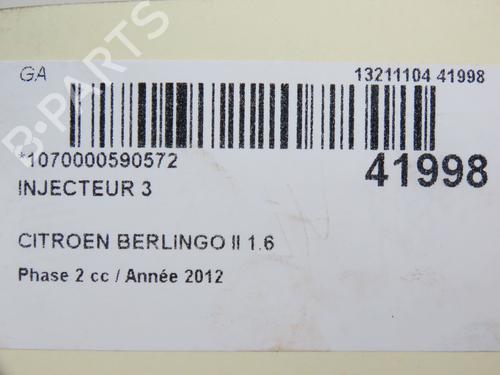 GA
13211104 41998
*1070000590572
41998
INJECTEUR 3
CITROEN BERLINGO II 1.6
Phase 2 cc / Année 2012
B-PARTS